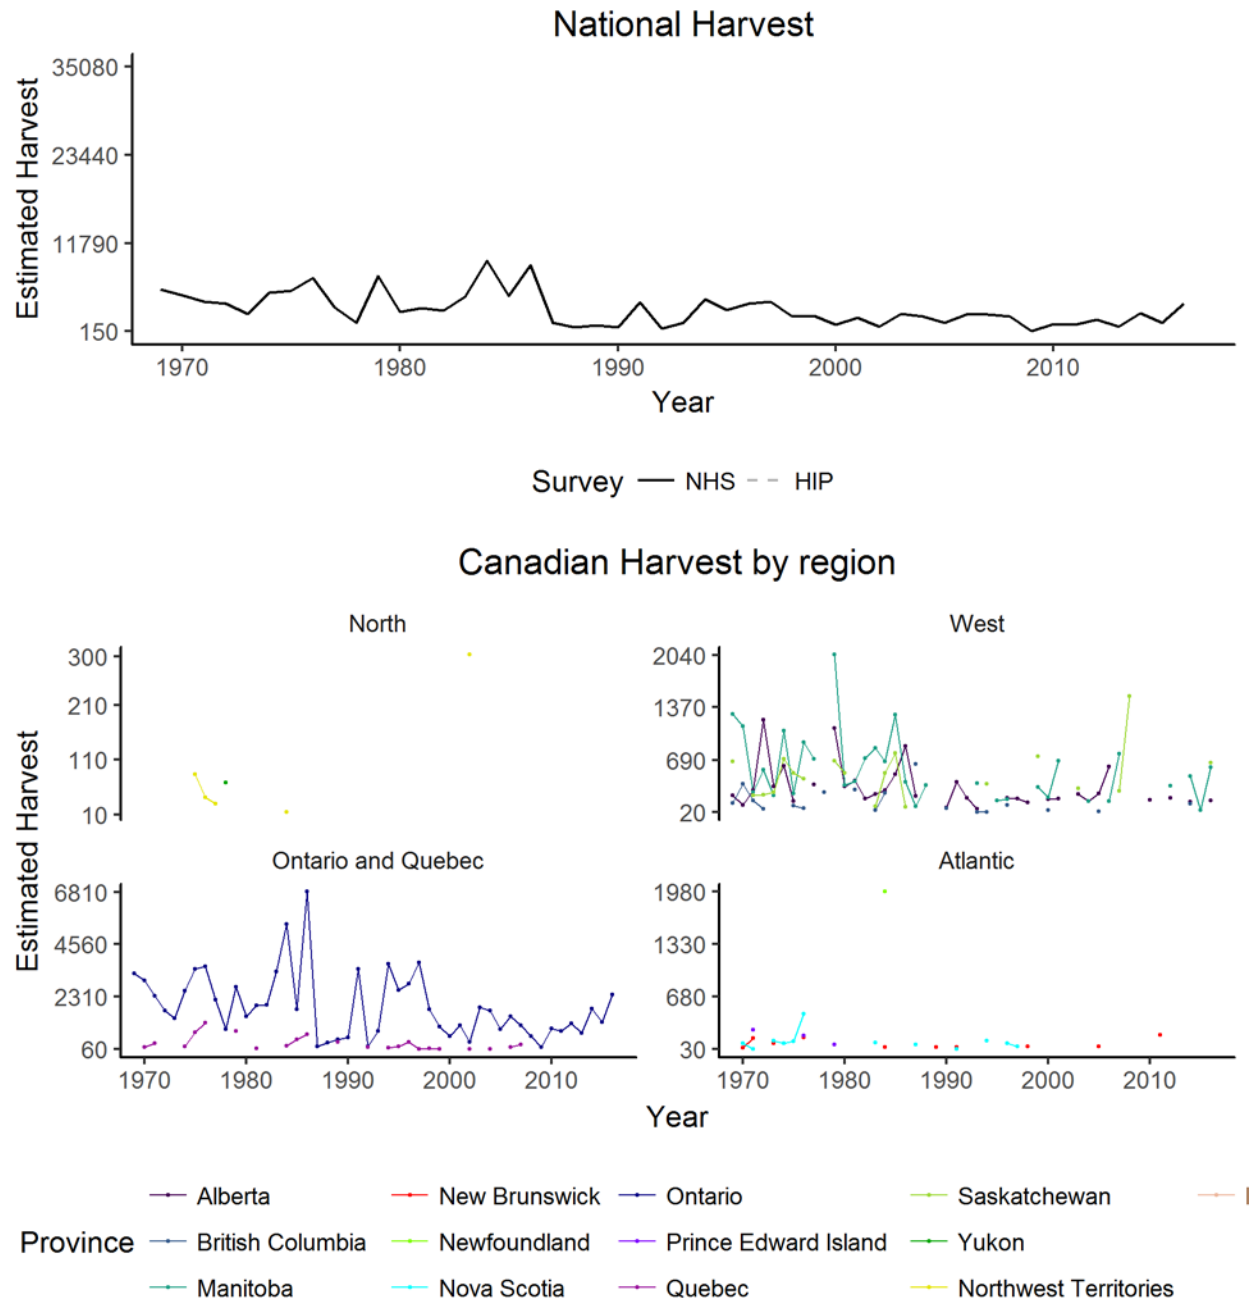 National Harvest
Estimated Harvest
35080
23440
11790
150
1970 1980 1990 2000 2010
Year
Survey NHS HIP
Canadian Harvest by region
North
West
Estimated Harvest
300
210
110
10
2040
1370
690
20
Ontario and Quebec
Atlantic
6810
4560
2310
60
1980
1330
680
30
1970 1980 1990 2000 2010
1970 1980 1990 2000 2010
Year
Alberta New Brunswick Ontario Saskatchewan
Province British Columbia Newfoundland Prince Edward Island Yukon
Manitoba Nova Scotia Quebec Northwest Territories